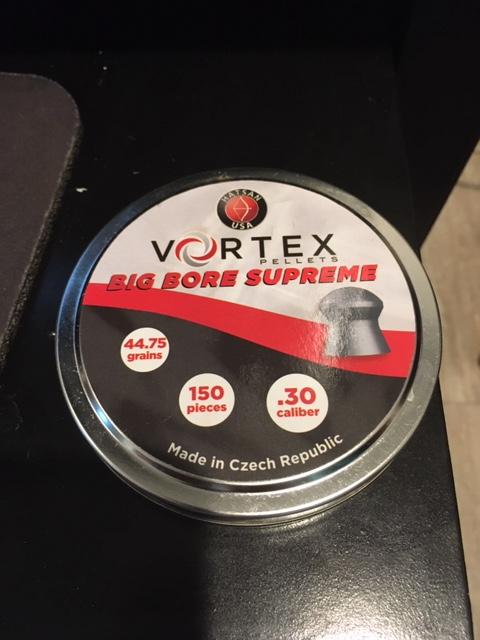 HATSAN
USA
VORTEX
PELLETS
BIG BORE SUPREME
44.75
grains
150
pieces
.30
caliber
Made in Czech Republic